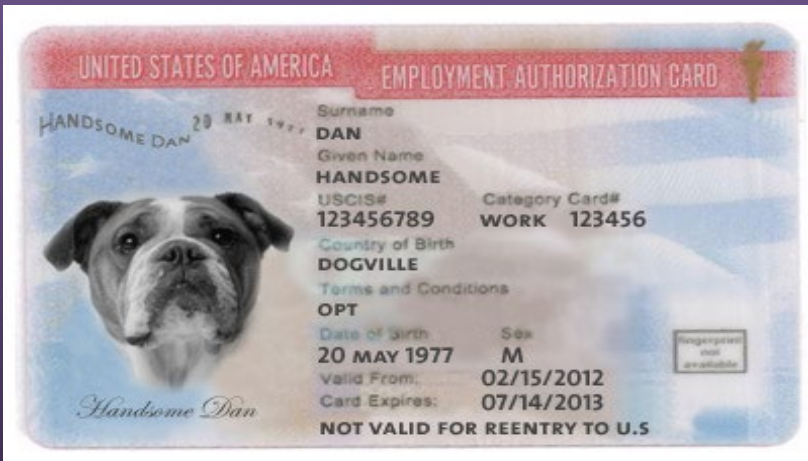 UNITED STATES OF AMERICA
EMPLOYMENT AUTHORIZATION CARD
HANDSOME DAN 20 MAY 1977
Surname
DAN
Given Name
HANDSOME
USCIS# Category Card#
123456789 WORK 123456
Country of Birth
DOGVILLE
Terms and Conditions
OPT
Date of Birth Sex
20 MAY 1977 M
Valid From: 02/15/2012
Card Expires: 07/14/2013
NOT VALID FOR REENTRY TO U.S
fingerprint
not
available
Handsome Dan